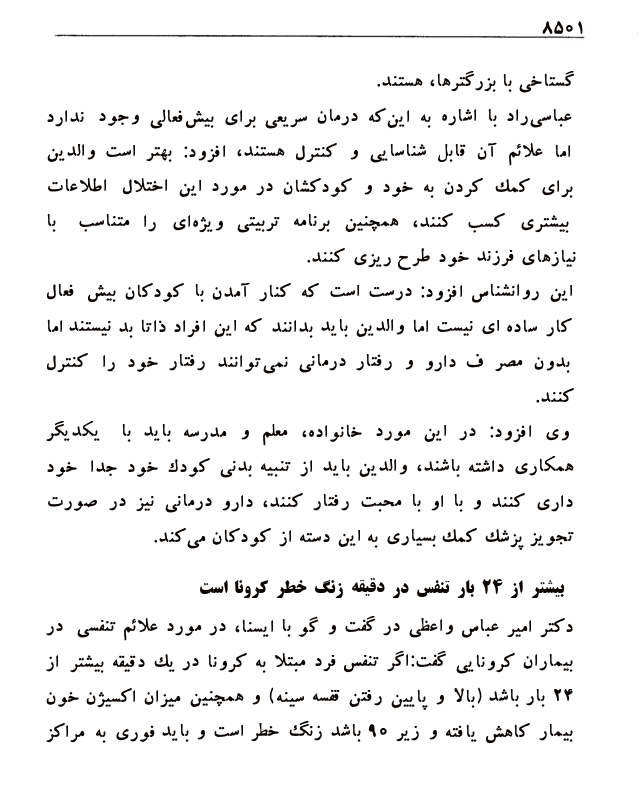 ۸۵۰۱
گستاخی با بزرگترها، هستند.
عباسی‌راد با اشاره به این‌که درمان سریعی برای بیش‌فعالی وجود ندارد
اما علائم آن قابل شناسایی و کنترل هستند، افزود: بهتر است والدین
برای کمك کردن به خود و کودکشان در مورد این اختلال اطلاعات
بیشتری کسب کنند، همچنین برنامه تربیتی ویژه‌ای را متناسب با
نیازهای فرزند خود طرح ریزی کنند.
این روانشناس افزود: درست است که کنار آمدن با کودکان بیش فعال
کار ساده ای نیست اما والدین باید بدانند که این افراد ذاتا بد نیستند اما
بدون مصر ف دارو و رفتار درمانی نمی‌توانند رفتار خود را کنترل
کنند.
وی افزود: در این مورد خانواده، معلم و مدرسه باید با یکدیگر
همکاری داشته باشند، والدین باید از تنبیه بدنی کودك خود جدا خود
داری کنند و با او با محبت رفتار کنند، دارو درمانی نیز در صورت
تجویز پزشك کمك بسیاری به این دسته از کودکان می‌کند.
بیشتر از ۲۴ بار تنفس در دقیقه زنگ خطر کرونا است
دکتر امیر عباس واعظی در گفت و گو با ایسنا، در مورد علائم تنفسی در
بیماران کرونایی گفت:اگر تنفس فرد مبتلا به کرونا در یك دقیقه بیشتر از
۲۴ بار باشد (بالا و پایین رفتن قفسه سینه) و همچنین میزان اکسیژن خون
بیمار کاهش یافته و زیر ۹۰ باشد زنگ خطر است و باید فوری به مراکز